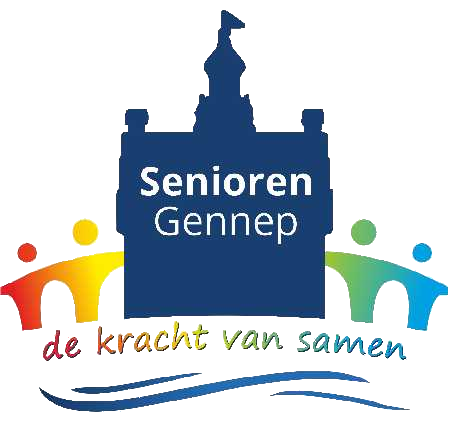 Senioren
Gennep
de kracht van samen